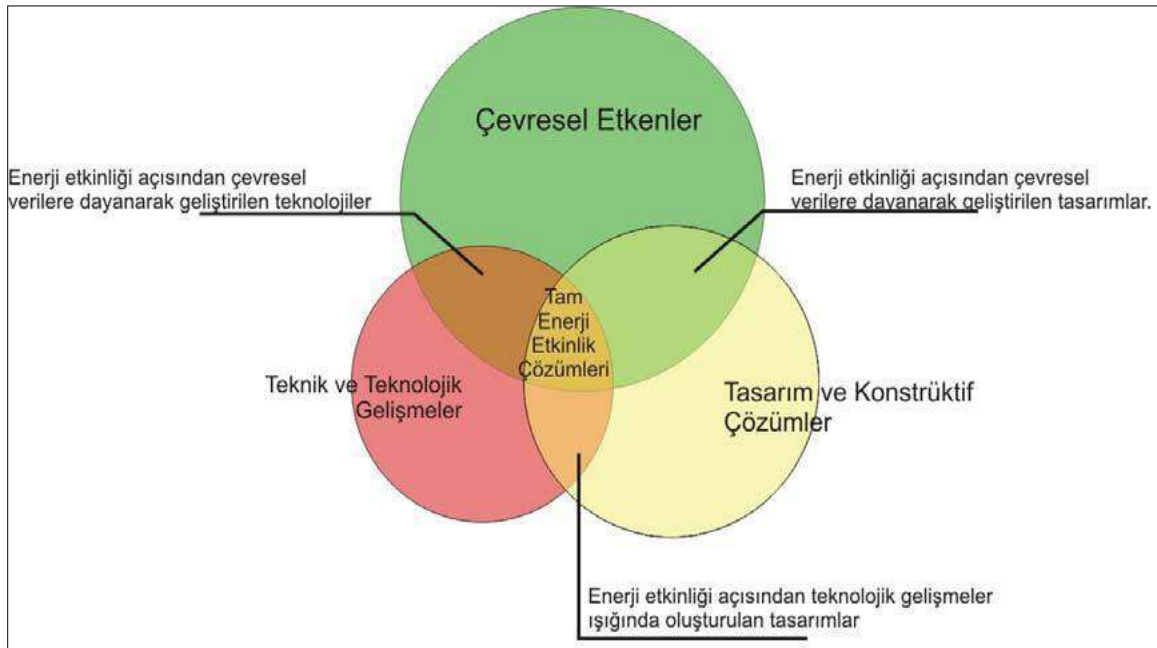 Çevresel Etkenler
Enerji etkinliği açısından çevresel
verilere dayanarak geliştirilen teknolojiler
Enerji etkinliği açısından çevresel
verilere dayanarak geliştirilen tasarımlar.
Tam
Enerji
Etkinlik
Çözümleri
Teknik ve Teknolojik
Gelişmeler
Tasarım ve Konstrüktif
Çözümler
Enerji etkinliği açısından teknolojik gelişmeler
ışığında oluşturulan tasarımlar